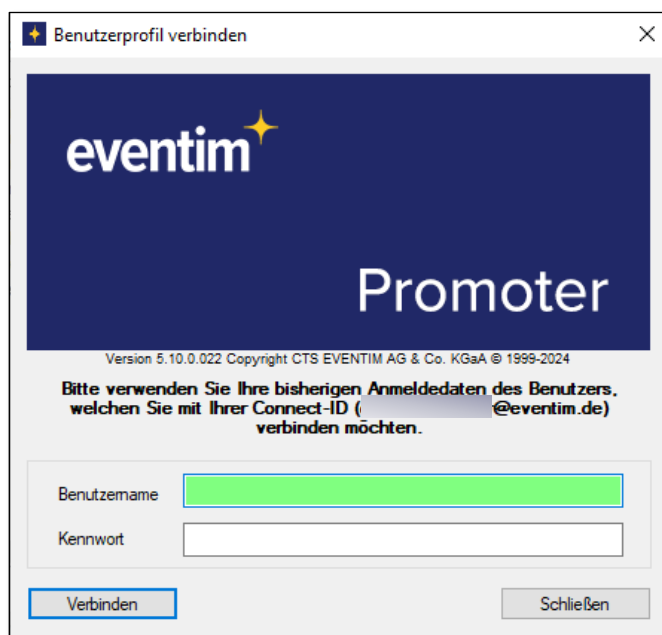 Benutzerprofil verbinden
eventim
Promoter
Version 5.10.0.022 Copyright CTS EVENTIM AG & Co. KGaA © 1999-2024
Bitte verwenden Sie Ihre bisherigen Anmeldedaten des Benutzers,
welchen Sie mit Ihrer Connect-ID (@eventim.de)
verbinden möchten.
Benutzername
Kennwort
Verbinden Schließen